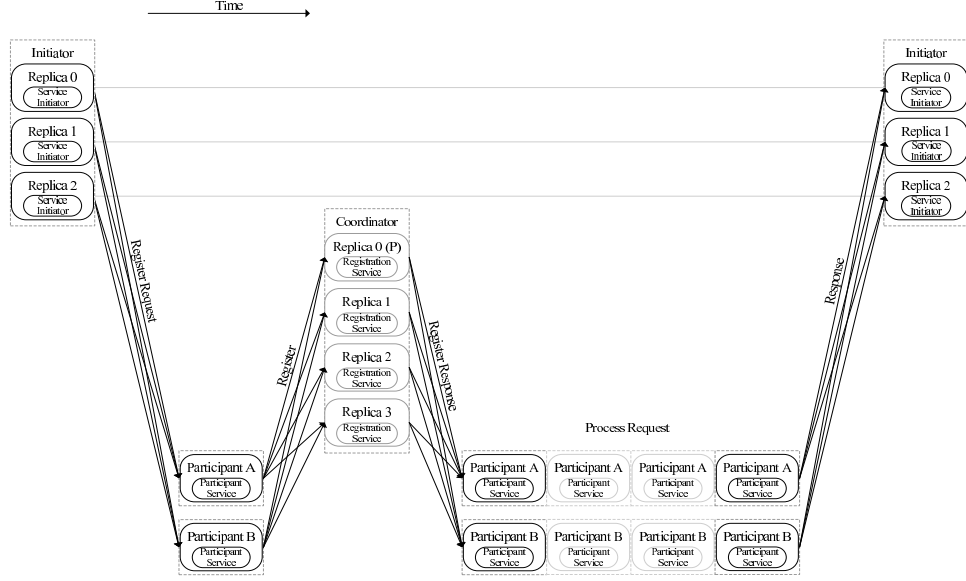 Time
Initiator
Replica 0
Service
Initiator
Replica 1
Service
Initiator
Replica 2
Service
Initiator
Register Request
Participant A
Participant
Service
Participant B
Participant
Service
Register
Coordinator
Replica 0 (P)
Registration
Service
Replica 1
Registration
Service
Replica 2
Registration
Service
Replica 3
Registration
Service
Register Response
Process Request
Participant A
Participant
Service
Participant A
Participant
Service
Participant A
Participant
Service
Participant A
Participant
Service
Participant B
Participant
Service
Participant B
Participant
Service
Participant B
Participant
Service
Participant B
Participant
Service
Response
Initiator
Replica 0
Service
Initiator
Replica 1
Service
Initiator
Replica 2
Service
Initiator